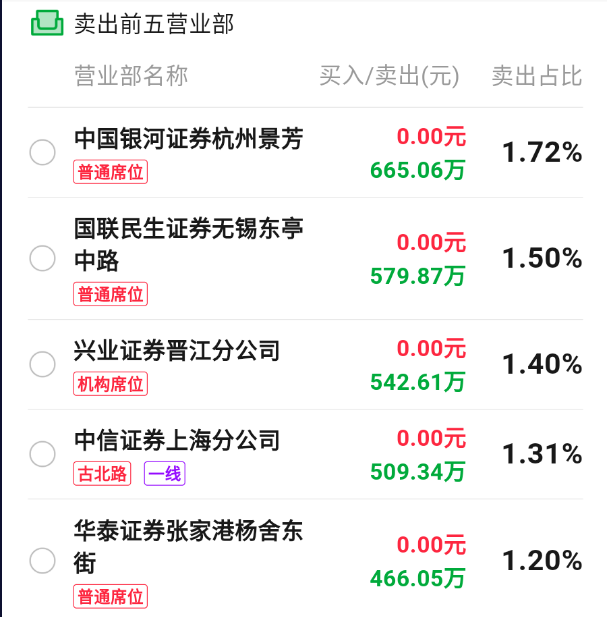 卖出前五营业部
营业部名称 买入/卖出(元) 卖出占比
中国银河证券杭州景芳 0.00元 1.72%
普通席位 665.06万
国联民生证券无锡东亭
中路
0.00元 1.50%
普通席位 579.87万
兴业证券晋江分公司 0.00元 1.40%
机构席位 542.61万
中信证券上海分公司 0.00元 1.31%
古北路 一线 509.34万
华泰证券张家港杨舍东
街
0.00元 1.20%
普通席位 466.05万